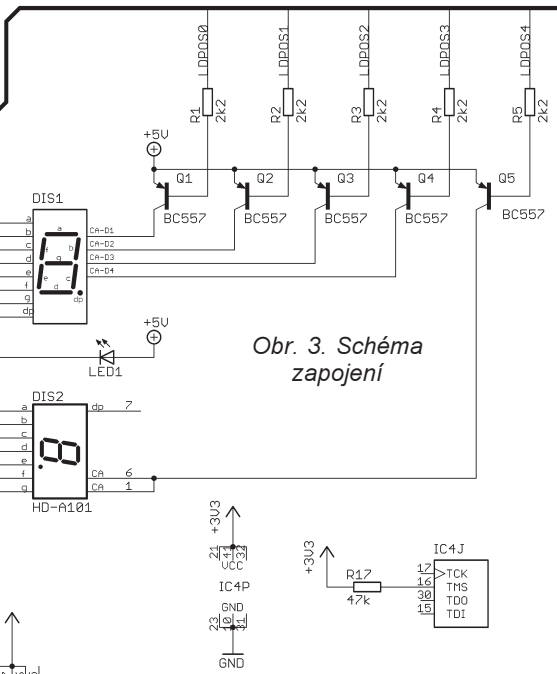 LDPOS0
LDPOS1
LDPOS2
LDPOS3
LDPOS4
R1
2k2
R2
2k2
R3
2k2
R4
2k2
R5
2k2
+5V
Q1
Q2
Q3
Q4
Q5
BC557
BC557
BC557
BC557
BC557
DIS1
a
b
c
d
e
f
g
dp
a
f
b
g
e
c
d
dp
CA-D1
CA-D2
CA-D3
CA-D4
+5V
LED1
Obr. 3. Schéma
zapojení
DIS2
a
b
c
d
e
f
g
dp 7
CA 6
CA 1
HD-A101
+3V3
21
41
32
VCC
IC4P
GND
23
10
31
GND
+3V3
R17
47k
IC4J
17 TCK
16 TMS
30 TDO
15 TDI